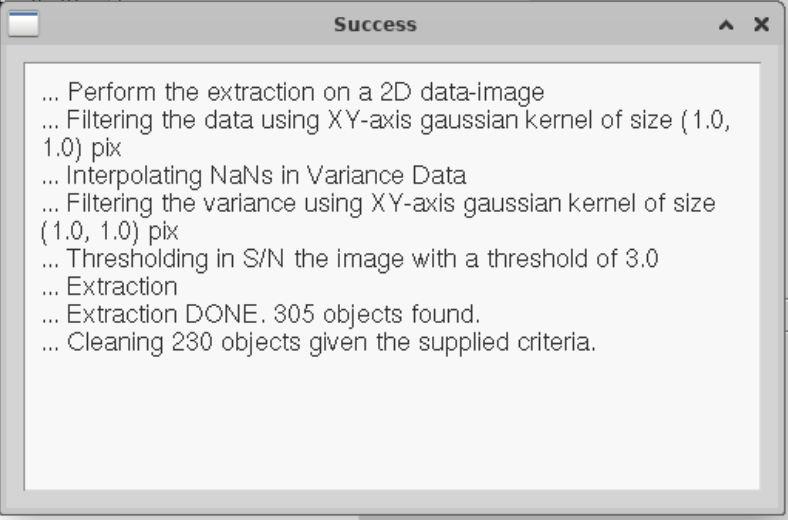 Success
... Perform the extraction on a 2D data-image
... Filtering the data using XY-axis gaussian kernel of size (1.0,
1.0) pix
... Interpolating NaNs in Variance Data
... Filtering the variance using XY-axis gaussian kernel of size
(1.0, 1.0) pix
... Thresholding in S/N the image with a threshold of 3.0
... Extraction
... Extraction DONE. 305 objects found.
... Cleaning 230 objects given the supplied criteria.